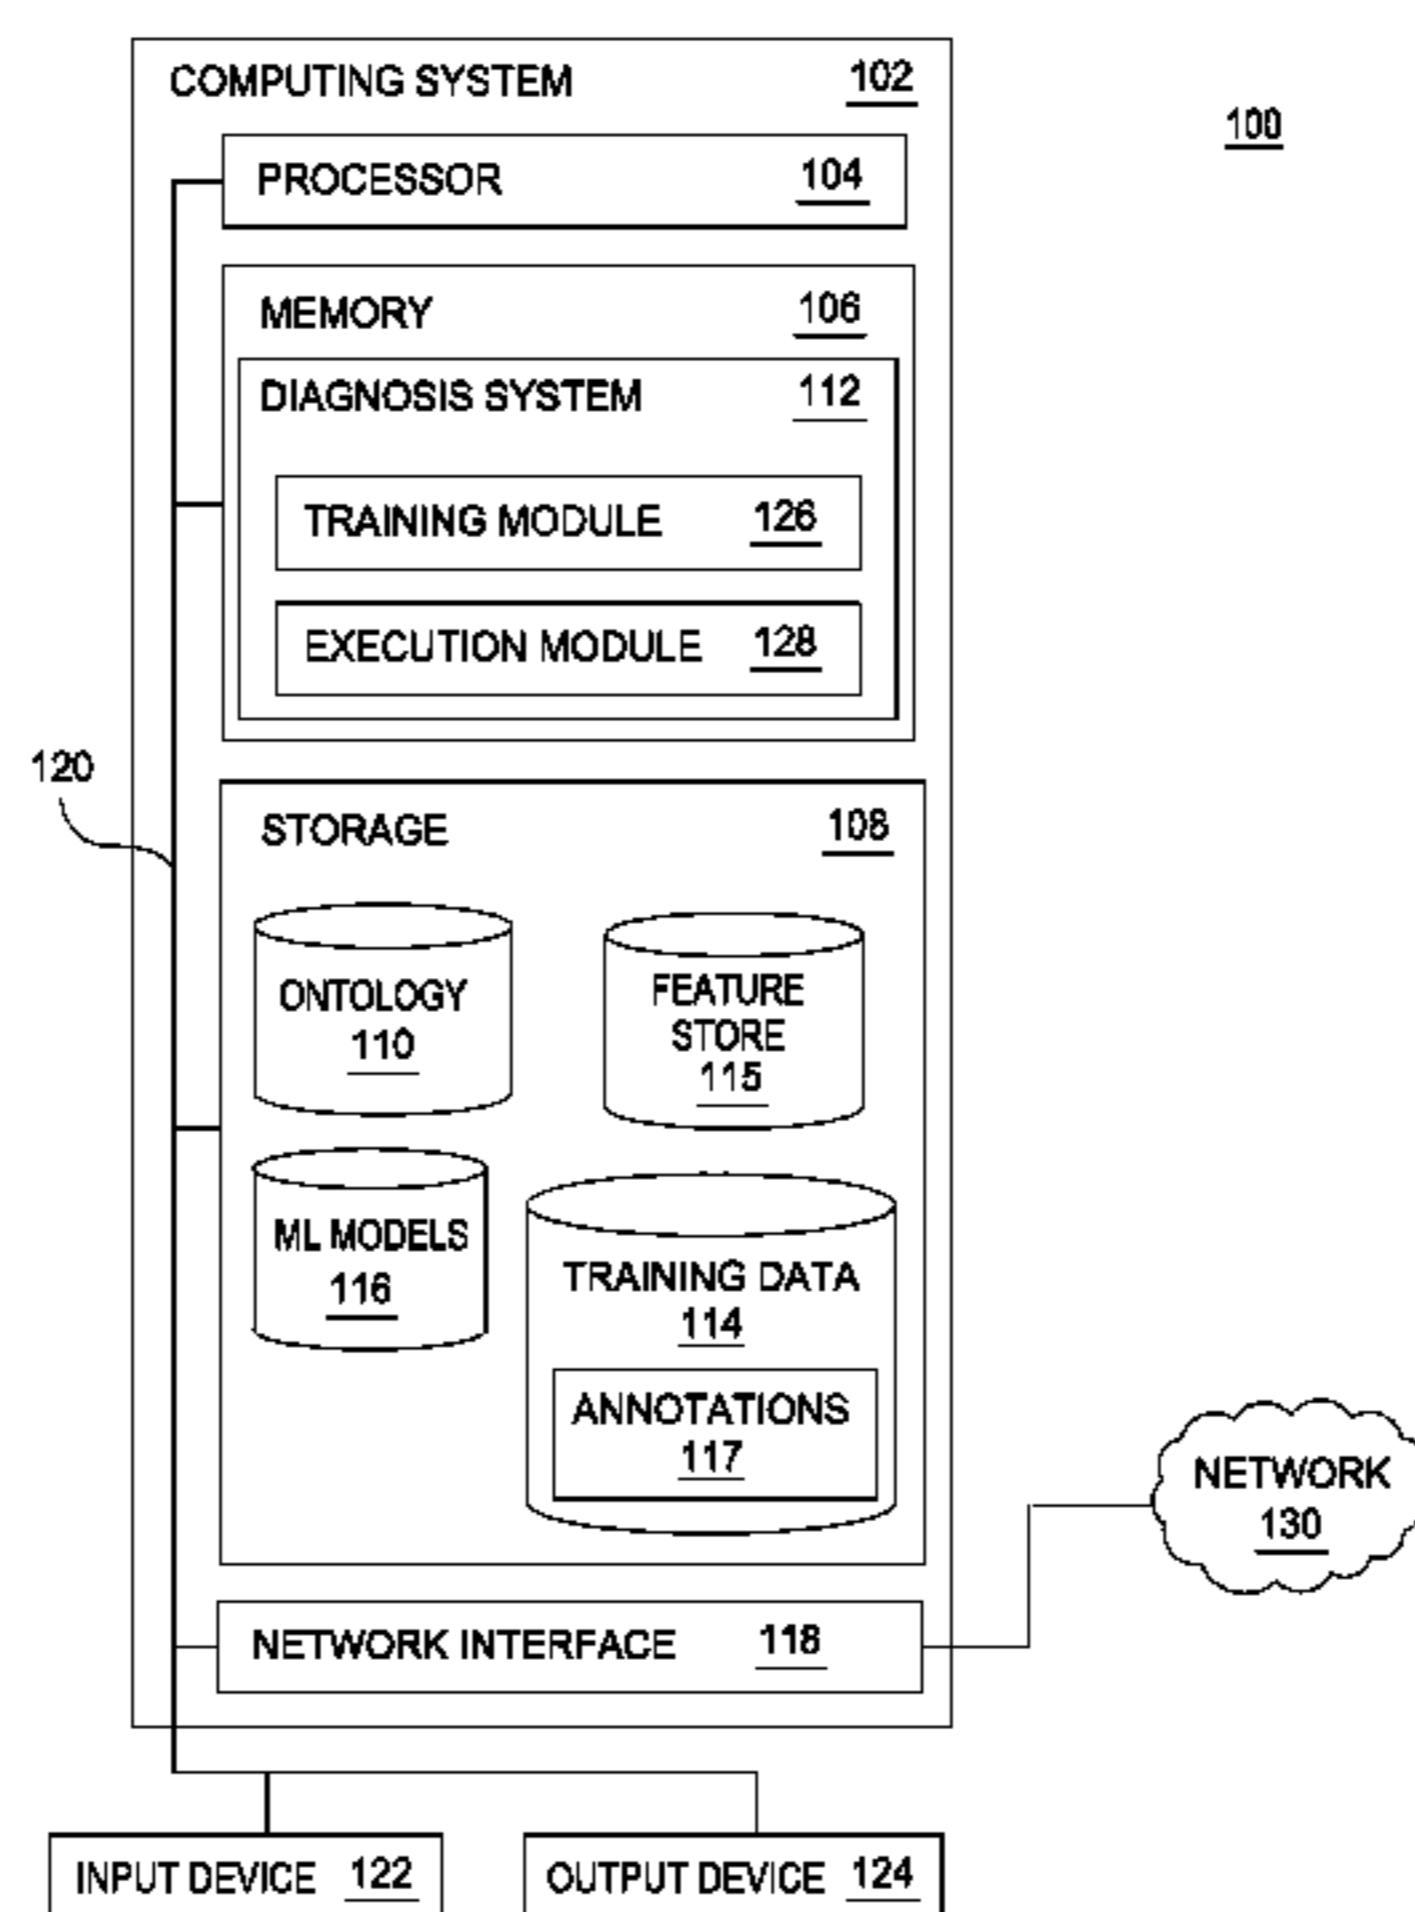 COMPUTING SYSTEM 102
100
PROCESSOR 104
MEMORY 106
DIAGNOSIS SYSTEM 112
TRAINING MODULE 126
EXECUTION MODULE 128
120
STORAGE 108
ONTOLOGY
110
FEATURE
STORE
115
ML MODELS
116
TRAINING DATA
114
ANNOTATIONS
117
NETWORK
130
NETWORK INTERFACE 118
INPUT DEVICE 122
OUTPUT DEVICE 124